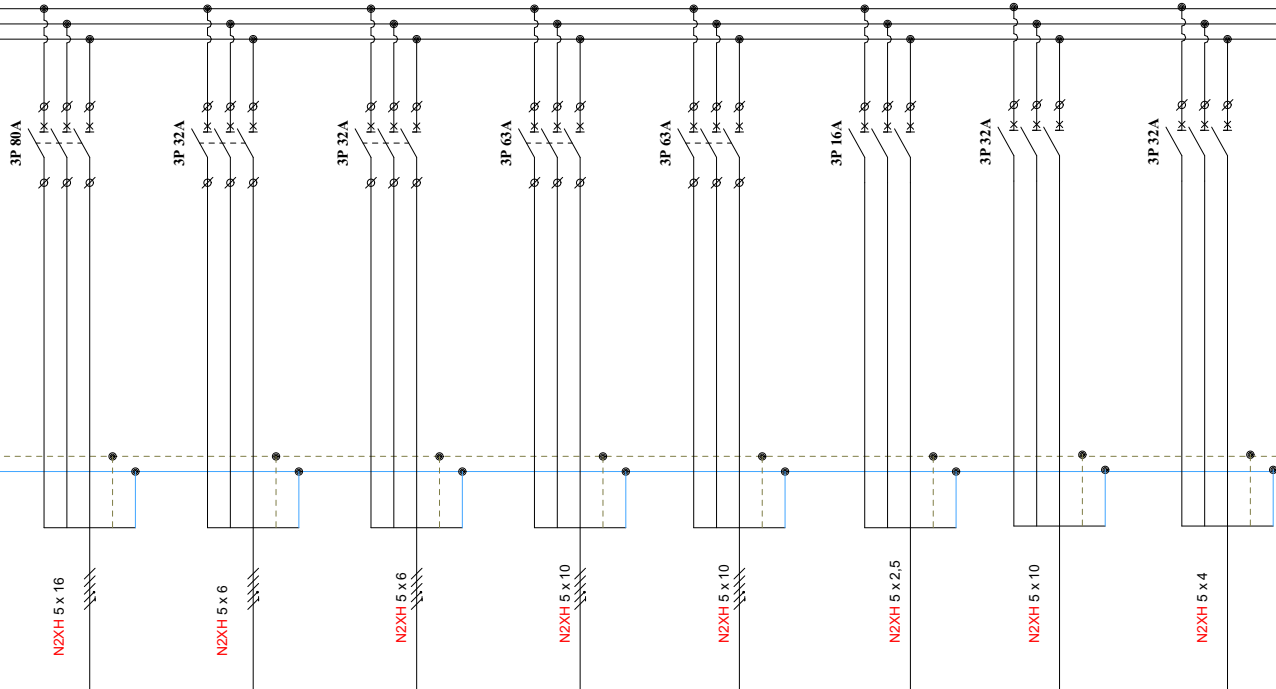 3P 80A
3P 32A
3P 32A
3P 63A
3P 63A
3P 16A
3P 32A
3P 32A
N2XH 5 x 16
N2XH 5 x 6
N2XH 5 x 6
N2XH 5 x 10
N2XH 5 x 10
N2XH 5 x 2,5
N2XH 5 x 10
N2XH 5 x 4